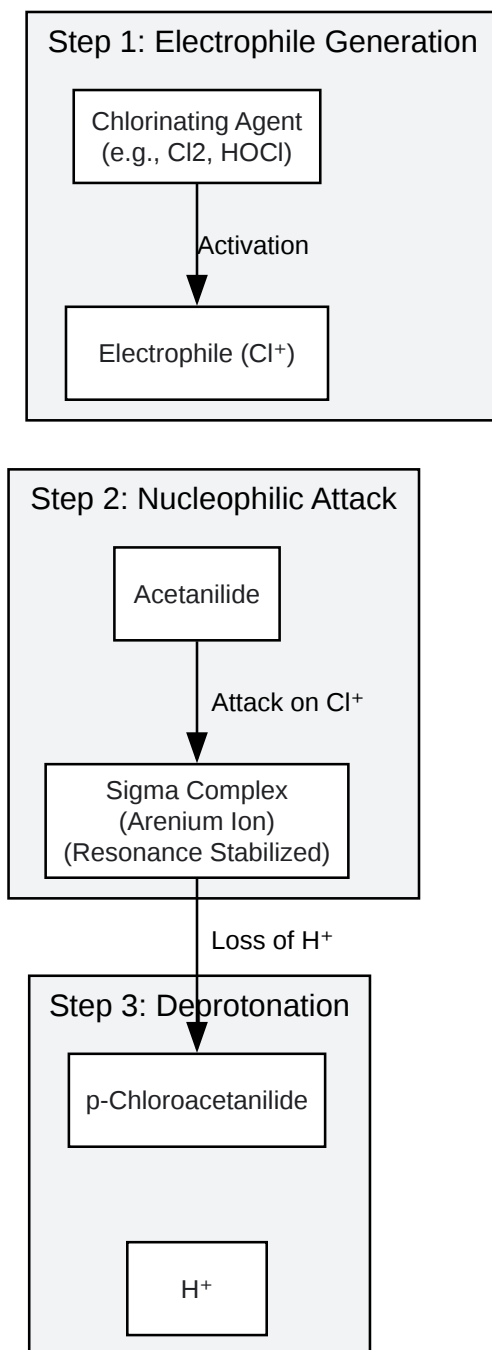 Step 1: Electrophile Generation
Chlorinating Agent
(e.g., Cl2, HOCl)
Activation
Electrophile (Cl⁺)
Step 2: Nucleophilic Attack
Acetanilide
Attack on Cl⁺
Sigma Complex
(Arenium Ion)
(Resonance Stabilized)
Loss of H⁺
Step 3: Deprotonation
p-Chloroacetanilide
H⁺